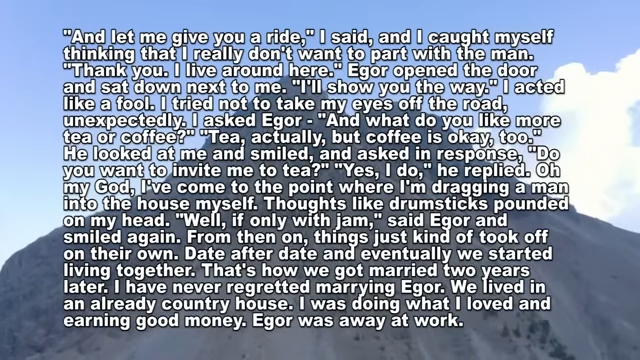 "And let me give you a ride," I said, and I caught myself
thinking that I really don't want to part with the man.
"Thank you. I live around here." Egor opened the door
and sat down next to me. "I'll show you the way." I acted
like a fool. I tried not to take my eyes off the road,
unexpectedly. I asked Egor - "And what do you like more
tea or coffee?" "Tea, actually, but coffee is okay, too."
He looked at me and smiled, and asked in response, "Do
you want to invite me to tea?" "Yes, I do," he replied. Oh
my God, I've come to the point where I'm dragging a man
into the house myself. Thoughts like drumsticks pounded
on my head. "Well, if only with jam," said Egor and
smiled again. From then on, things just kind of took off
on their own. Date after date and eventually we started
living together. That's how we got married two years
later. I have never regretted marrying Egor. We lived in
an already country house. I was doing what I loved and
earning good money. Egor was away at work.